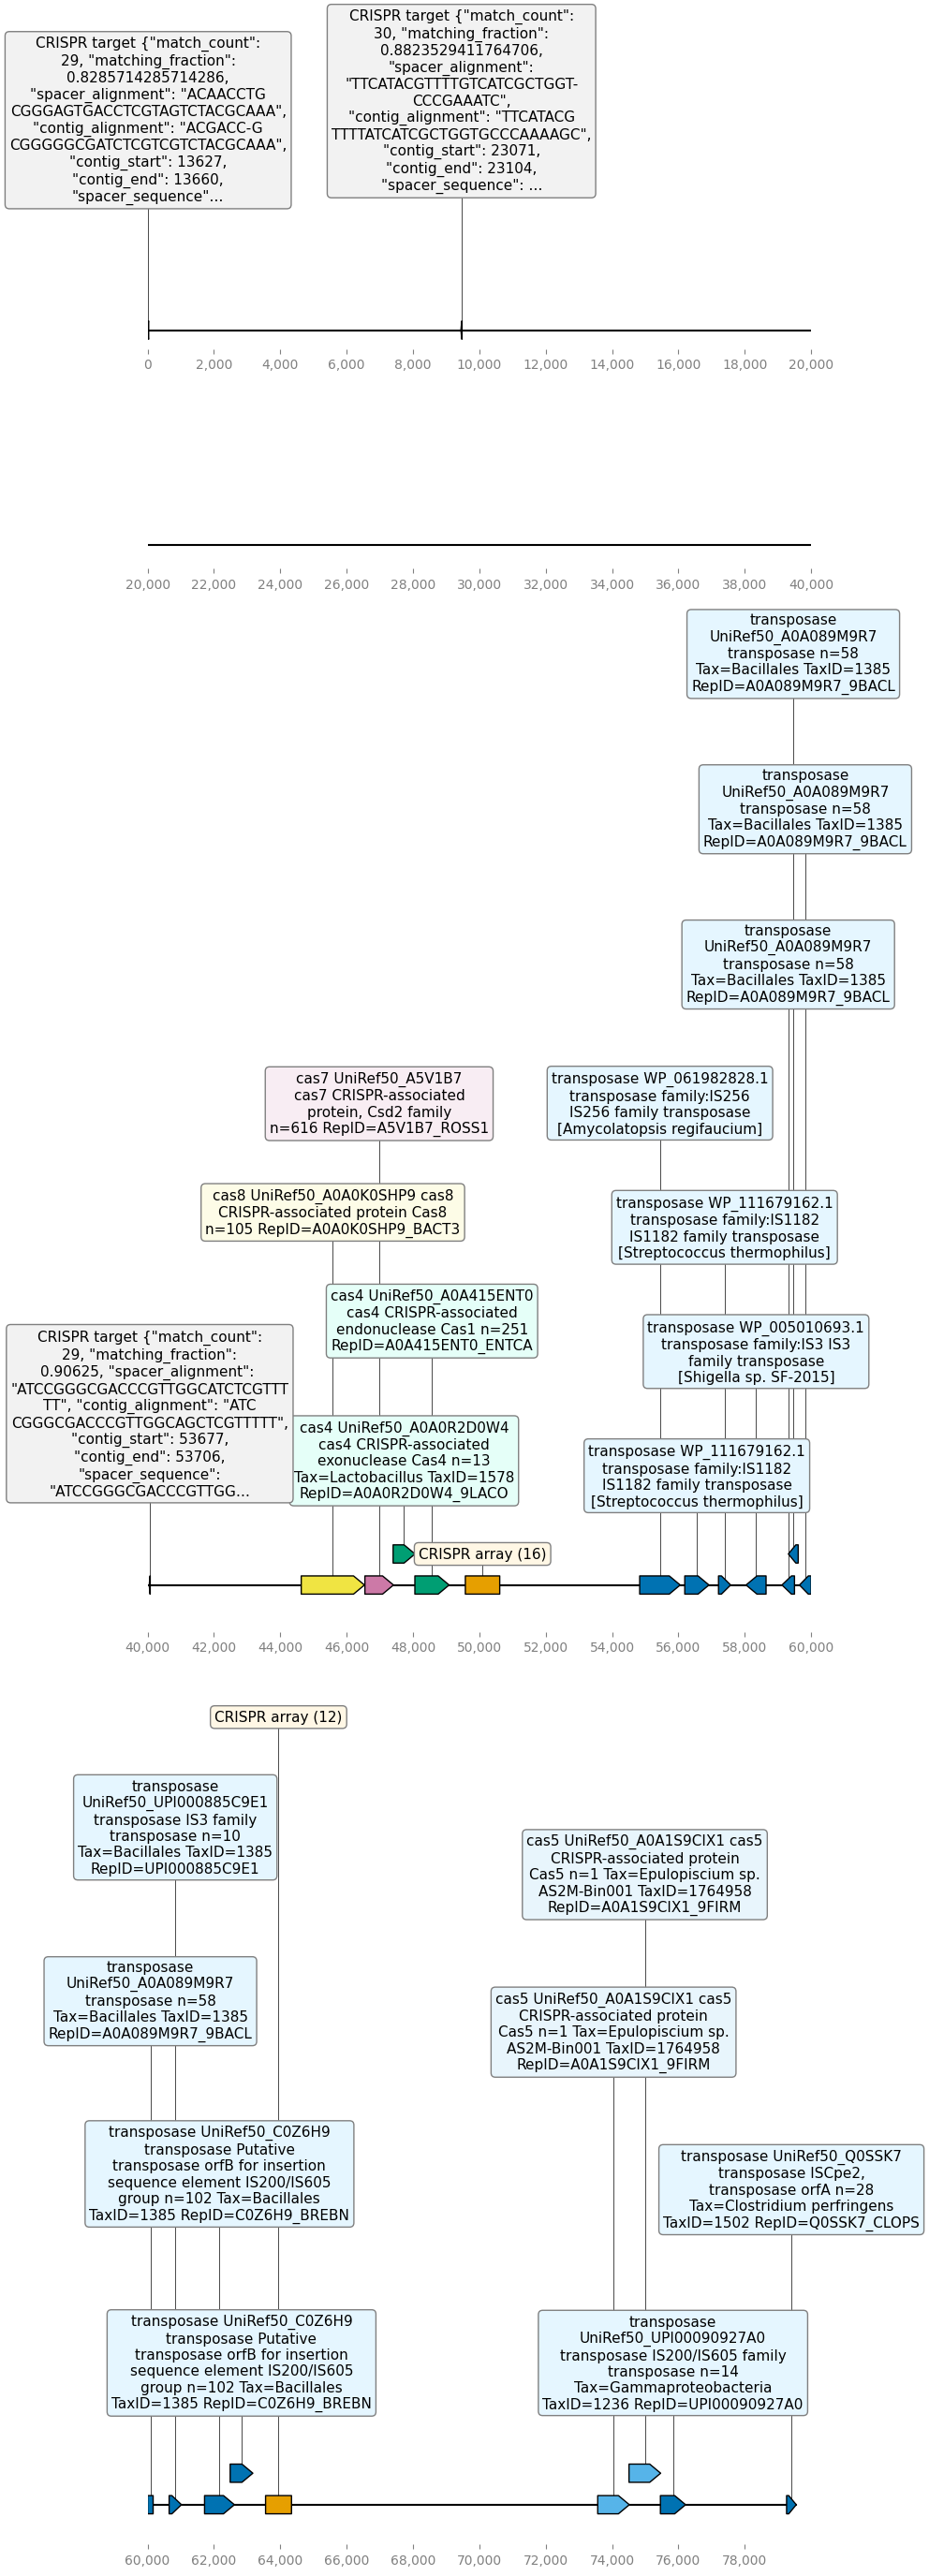 CRISPR target {"match_count":
29, "matching_fraction":
0.8285714285714286,
"spacer_alignment": "ACAACCTG
CGGGAGTGACCTCGTAGTCTACGCAAA",
"contig_alignment": "ACGACC-G
CGGGGGCGATCTCGTCGTCTACGCAAA",
"contig_start": 13627,
"contig_end": 13660,
"spacer_sequence"...
CRISPR target {"match_count":
30, "matching_fraction":
0.8823529411764706,
"spacer_alignment":
"TTCATACGTTTTGTCATCGCTGGT-
CCCGAAATC",
"contig_alignment": "TTCATACG
TTTTATCATCGCTGGTGCCCAAAAGC",
"contig_start": 23071,
"contig_end": 23104,
"spacer_sequence": ...
0 2,000 4,000 6,000 8,000 10,000 12,000 14,000 16,000 18,000 20,000
20,000 22,000 24,000 26,000 28,000 30,000 32,000 34,000 36,000 38,000 40,000
transposase
UniRef50_A0A089M9R7
transposase n=58
Tax=Bacillales TaxID=1385
RepID=A0A089M9R7_9BACL
transposase
UniRef50_A0A089M9R7
transposase n=58
Tax=Bacillales TaxID=1385
RepID=A0A089M9R7_9BACL
transposase
UniRef50_A0A089M9R7
transposase n=58
Tax=Bacillales TaxID=1385
RepID=A0A089M9R7_9BACL
cas7 UniRef50_A5V1B7
cas7 CRISPR-associated
protein, Csd2 family
n=616 RepID=A5V1B7_ROSS1
transposase WP_061982828.1
transposase family:IS256
IS256 family transposase
[Amycolatopsis regifaucium]
cas8 UniRef50_A0A0K0SHP9 cas8
CRISPR-associated protein Cas8
n=105 RepID=A0A0K0SHP9_BACT3
transposase WP_111679162.1
transposase family:IS1182
IS1182 family transposase
[Streptococcus thermophilus]
cas4 UniRef50_A0A415ENT0
cas4 CRISPR-associated
endonuclease Cas1 n=251
RepID=A0A415ENT0_ENTCA
transposase WP_005010693.1
transposase family:IS3 IS3
family transposase
[Shigella sp. SF-2015]
CRISPR target {"match_count":
29, "matching_fraction":
0.90625, "spacer_alignment":
"ATCCGGGCGACCCGTTGGCATCTCGTTT
TT", "contig_alignment": "ATC
CGGGCGACCCGTTGGCAGCTCGTTTTT",
"contig_start": 53677,
"contig_end": 53706,
"spacer_sequence":
"ATCCGGGCGACCCGTTGG...
cas4 UniRef50_A0A0R2D0W4
cas4 CRISPR-associated
exonuclease Cas4 n=13
Tax=Lactobacillus TaxID=1578
RepID=A0A0R2D0W4_9LACO
transposase WP_111679162.1
transposase family:IS1182
IS1182 family transposase
[Streptococcus thermophilus]
CRISPR array (16)
40,000 42,000 44,000 46,000 48,000 50,000 52,000 54,000 56,000 58,000 60,000
CRISPR array (12)
transposase
UniRef50_UPI000885C9E1
transposase IS3 family
transposase n=10
Tax=Bacillales TaxID=1385
RepID=UPI000885C9E1
cas5 UniRef50_A0A1S9CIX1 cas5
CRISPR-associated protein
Cas5 n=1 Tax=Epulopiscium sp.
AS2M-Bin001 TaxID=1764958
RepID=A0A1S9CIX1_9FIRM
transposase
UniRef50_A0A089M9R7
transposase n=58
Tax=Bacillales TaxID=1385
RepID=A0A089M9R7_9BACL
cas5 UniRef50_A0A1S9CIX1 cas5
CRISPR-associated protein
Cas5 n=1 Tax=Epulopiscium sp.
AS2M-Bin001 TaxID=1764958
RepID=A0A1S9CIX1_9FIRM
transposase UniRef50_C0Z6H9
transposase Putative
transposase orfB for insertion
sequence element IS200/IS605
group n=102 Tax=Bacillales
TaxID=1385 RepID=C0Z6H9_BREBN
transposase UniRef50_Q0SSK7
transposase ISCpe2,
transposase orfA n=28
Tax=Clostridium perfringens
TaxID=1502 RepID=Q0SSK7_CLOPS
transposase UniRef50_C0Z6H9
transposase Putative
transposase orfB for insertion
sequence element IS200/IS605
group n=102 Tax=Bacillales
TaxID=1385 RepID=C0Z6H9_BREBN
transposase
UniRef50_UPI00090927A0
transposase IS200/IS605 family
transposase n=14
Tax=Gammaproteobacteria
TaxID=1236 RepID=UPI00090927A0
60,000 62,000 64,000 66,000 68,000 70,000 72,000 74,000 76,000 78,000